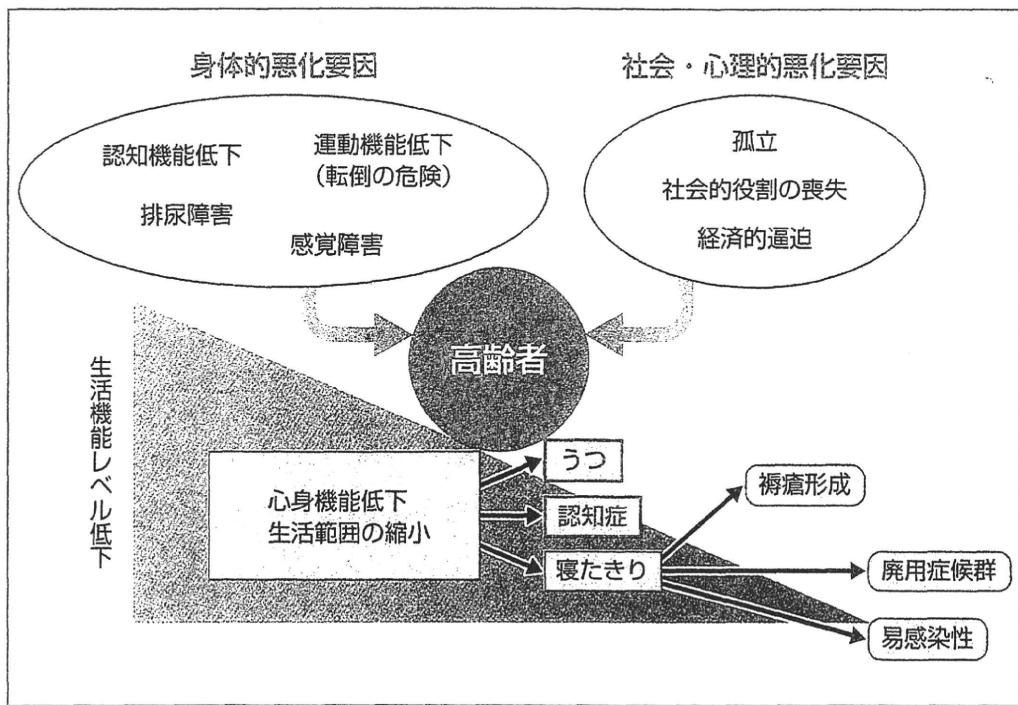 身体的悪化要因
社会・心理的悪化要因
認知機能低下
運動機能低下
(転倒の危険)
排尿障害
感覚障害
孤立
社会的役割の喪失
経済的逼迫
高齢者
生活機能レベル低下
心身機能低下
生活範囲の縮小
うつ
認知症
寝たきり
褥瘡形成
廃用症候群
易感染性